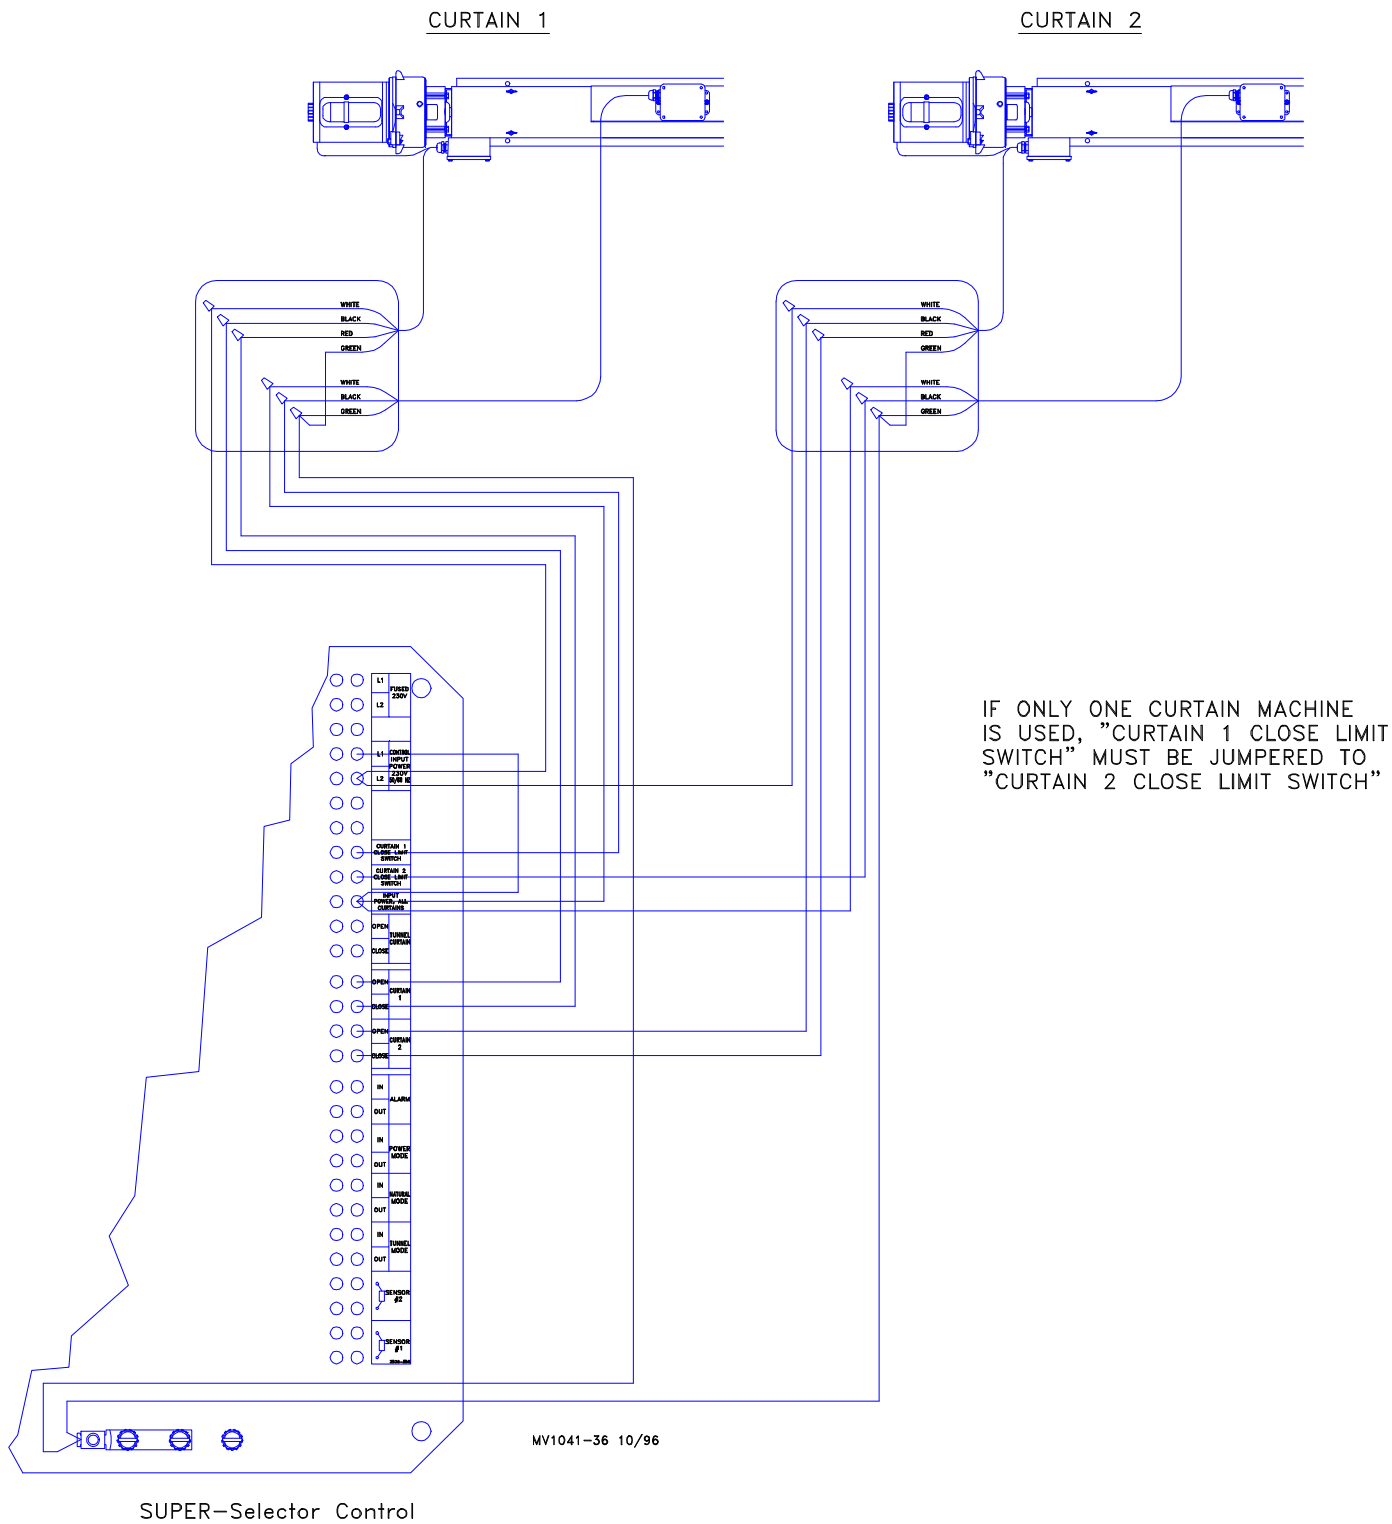 CURTAIN 1
CURTAIN 2
WHITE
BLACK
RED
GREEN
WHITE
BLACK
GREEN
WHITE
BLACK
RED
GREEN
WHITE
BLACK
GREEN
IF ONLY ONE CURTAIN MACHINE
IS USED, "CURTAIN 1 CLOSE LIMIT
SWITCH" MUST BE JUMPERED TO
"CURTAIN 2 CLOSE LIMIT SWITCH"
L1
L2
FUSED
230V
L1
L2
CONTROL
INPUT
POWER
230V
50/60 HZ
CURTAIN 1
CLOSE LIMIT
SWITCH
CURTAIN 2
CLOSE LIMIT
SWITCH
INPUT
POWER, ALL
CURTAINS
OPEN
CLOSE
TUNNEL
CURTAIN
OPEN
CLOSE
CURTAIN
1
OPEN
CLOSE
CURTAIN
2
IN
OUT
ALARM
IN
OUT
POWER
MODE
IN
OUT
NATURAL
MODE
IN
OUT
TUNNEL
MODE
SENSOR
#2
SENSOR
#1
MV1041-36 10/96
SUPER-Selector Control